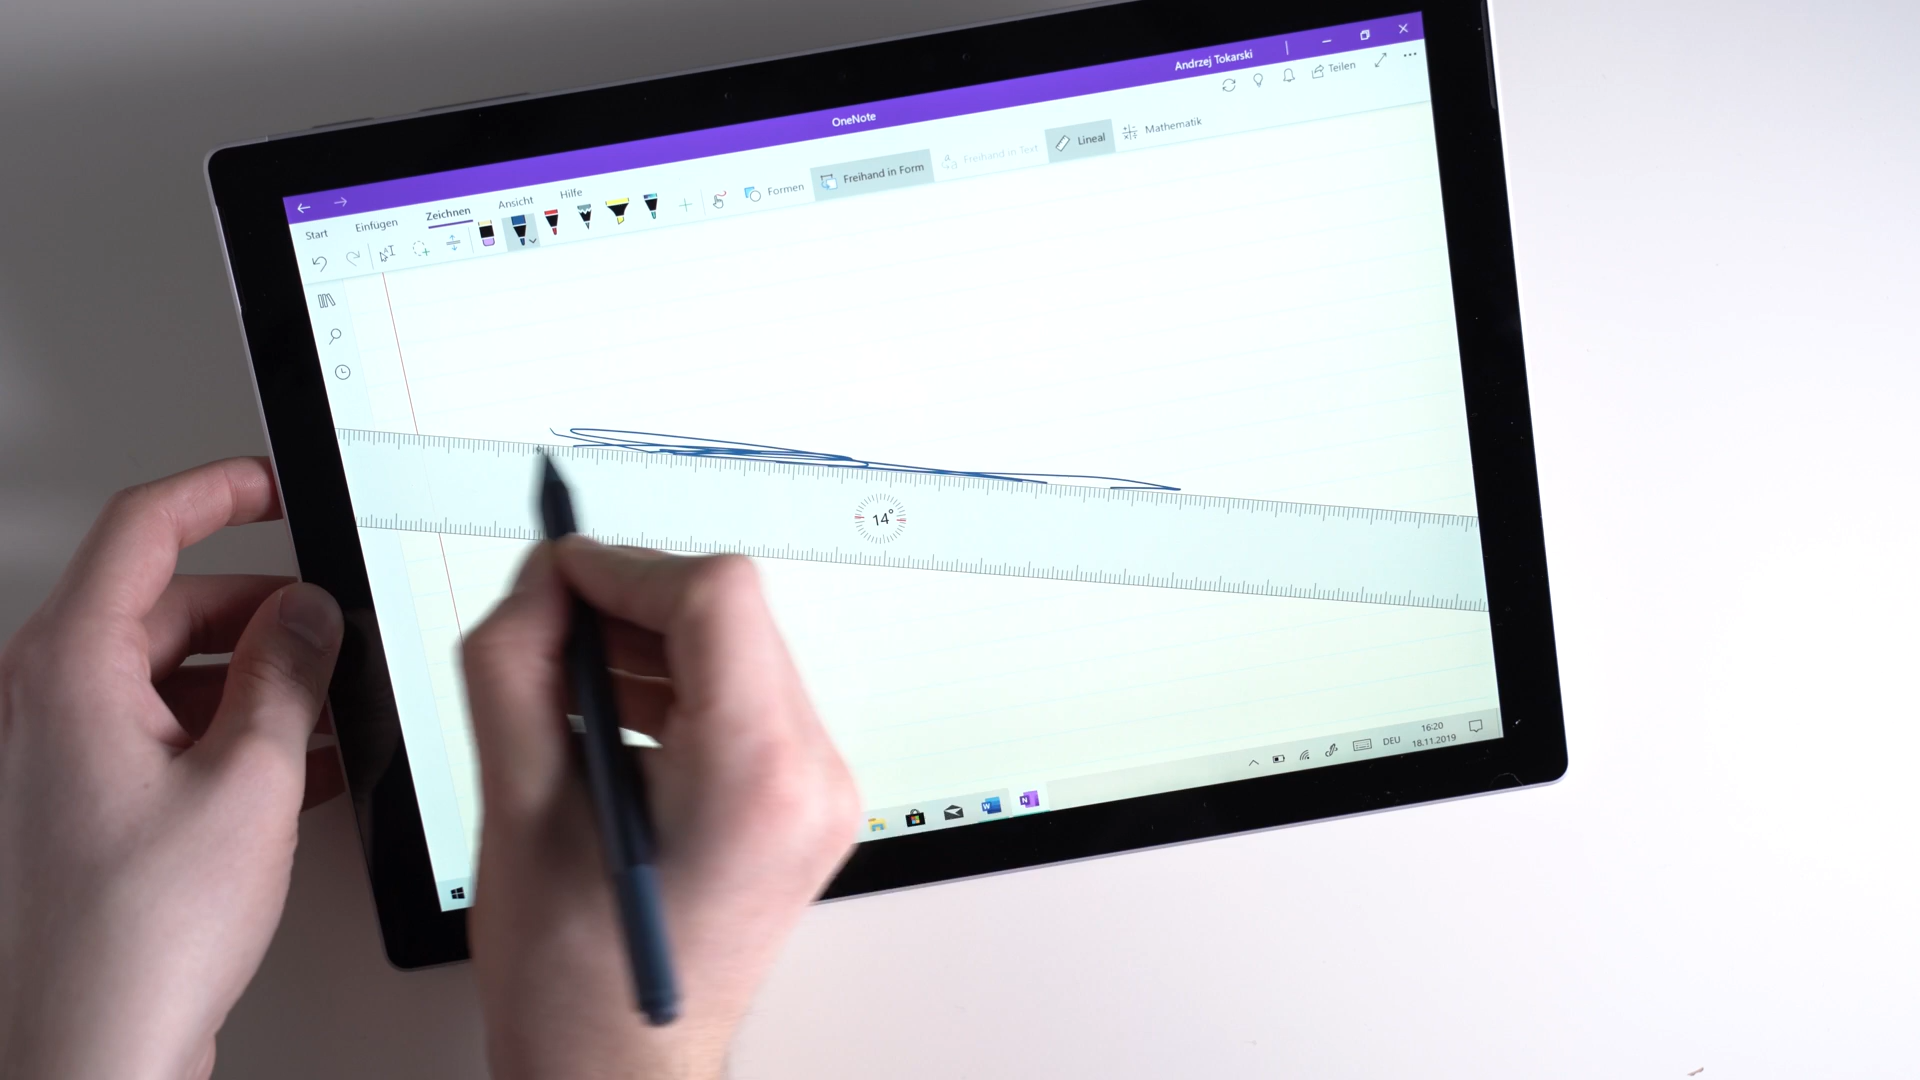 Andrzej Tokarski
OneNote
Teilen
Start
Einfügen
Zeichnen
Ansicht
Hilfe
Formen
Freihand in Form
Freihand in Text
Lineal
Mathematik
14°
DEU
16:20
18.11.2019